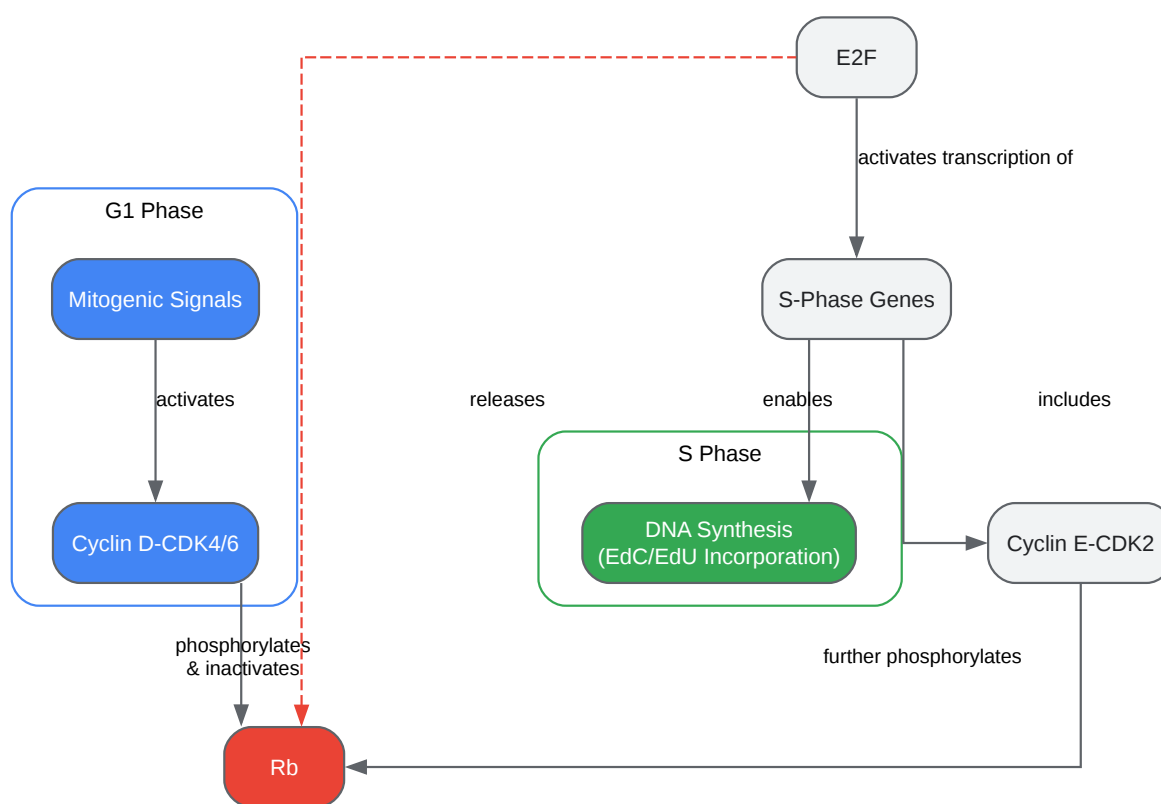 E2F
activates transcription of
G1 Phase
Mitogenic Signals
S-Phase Genes
activates
releases
enables
includes
S Phase
Cyclin D-CDK4/6
DNA Synthesis
(EdC/EdU Incorporation)
Cyclin E-CDK2
phosphorylates
& inactivates
further phosphorylates
Rb